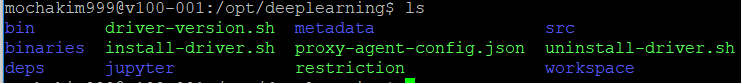 mochakim999@v100-001:/opt/deeplearning$ ls
bin driver-version.sh metadata src
binaries install-driver.sh proxy-agent-config.json uninstall-driver.sh
deps jupyter restriction workspace